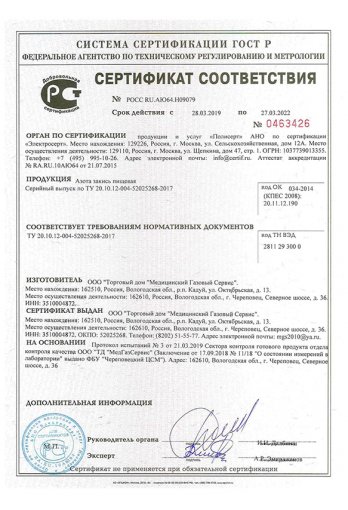 СИСТЕМА СЕРТИФИКАЦИИ ГОСТ Р
ФЕДЕРАЛЬНОЕ АГЕНТСТВО ПО ТЕХНИЧЕСКОМУ РЕГУЛИРОВАНИЮ И МЕТРОЛОГИИ
Добровольная
сертификация
СЕРТИФИКАТ СООТВЕТСТВИЯ
№ РОСС RU.АЮ64.Н09079
Срок действия с 28.03.2019 по 27.03.2022
№ 0463426
ОРГАН ПО СЕРТИФИКАЦИИ продукции и услуг «Полисерт» АНО по сертификации
«Электросерт». Место нахождения: 129226, Россия, г. Москва, ул. Сельскохозяйственная, дом 12А. Место
осуществления деятельности: 129110, Россия, г. Москва, ул. Щепкина, дом 47, стр. 1. ОГРН: 1037739013355.
Телефон: +7 (495) 995-10-26. Адрес электронной почты: info@certif.ru. Аттестат аккредитации
№ RA.RU.10АЮ64 от 21.07.2015
ПРОДУКЦИЯ Азота закись пищевая
Серийный выпуск по ТУ 20.10.12-004-52025268-2017
код ОК 034-2014
(КПЕС 2008):
20.11.12.190
СООТВЕТСТВУЕТ ТРЕБОВАНИЯМ НОРМАТИВНЫХ ДОКУМЕНТОВ
ТУ 20.10.12-004-52025268-2017
код ТН ВЭД
2811 29 300 0
ИЗГОТОВИТЕЛЬ ООО "Торговый дом "Медицинский Газовый Сервис".
Место нахождения: 162510, Россия, Вологодская обл., р.п. Кадуй, ул. Октябрьская, д. 13.
Место осуществления деятельности: 162610, Россия, Вологодская обл., г. Череповец, Северное шоссе, д. 36.
ИНН: 3510004872.
СЕРТИФИКАТ ВЫДАН ООО "Торговый дом "Медицинский Газовый Сервис".
Место нахождения: 162510, Россия, Вологодская обл., р.п. Кадуй, ул. Октябрьская, д. 13.
Место осуществления деятельности: 162610, Россия, Вологодская обл., г. Череповец, Северное шоссе, д. 36.
ИНН: 3510004872, ОКПО: 52025268. Телефон: (8202) 51-55-77. Адрес электронной почты: mgs2010@ya.ru
НА ОСНОВАНИИ Протокол испытаний № 3 от 21.03.2019 Сектора контроля готового продукта отдела
контроля качества ООО "ТД "МедГазСервис" (Заключение от 17.09.2018 № 11/18 "О состоянии измерений в
лаборатории" выдано ФБУ "Череповецкий ЦСМ"). Адрес: 162610, Вологодская обл., г. Череповец, Северное
шоссе, д. 36
ДОПОЛНИТЕЛЬНАЯ ИНФОРМАЦИЯ
Руководитель органа
М.П.
Эксперт
Сертификат не применяется при обязательной сертификации